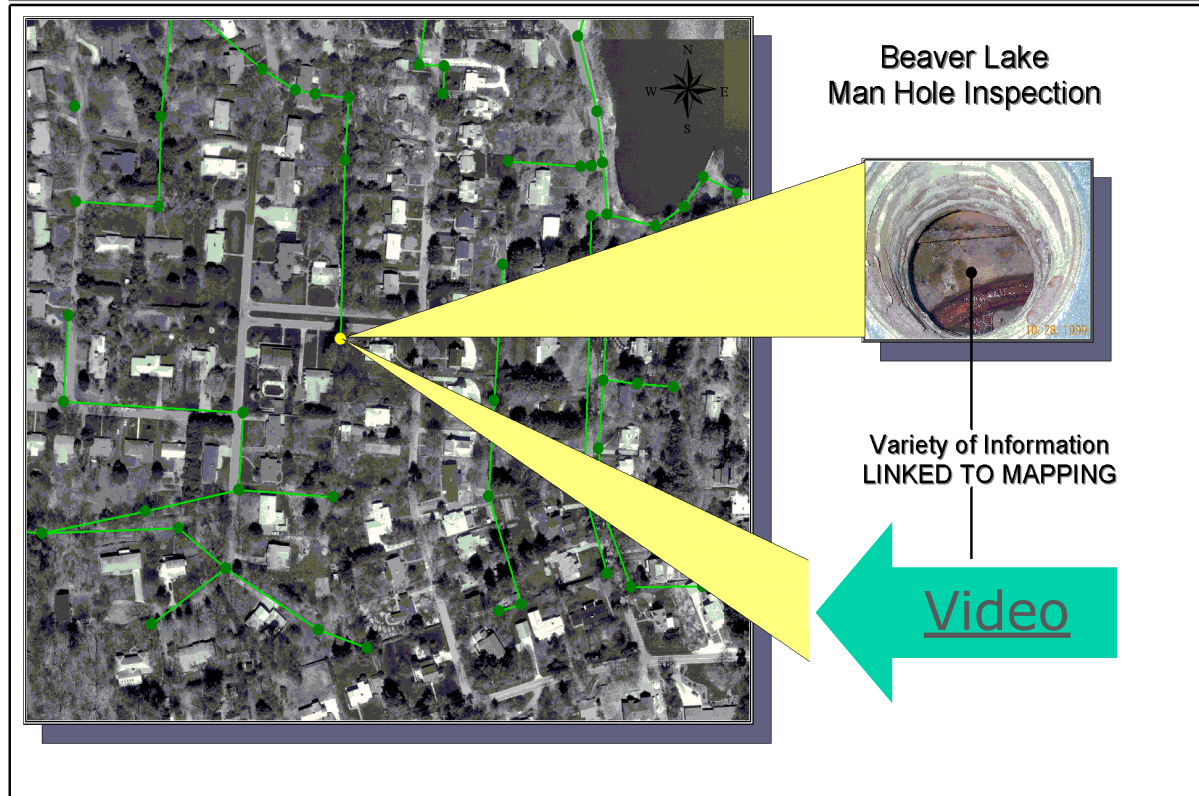 Beaver Lake
Man Hole Inspection
N
W E
S
10 28 1999
Variety of Information
LINKED TO MAPPING
Video